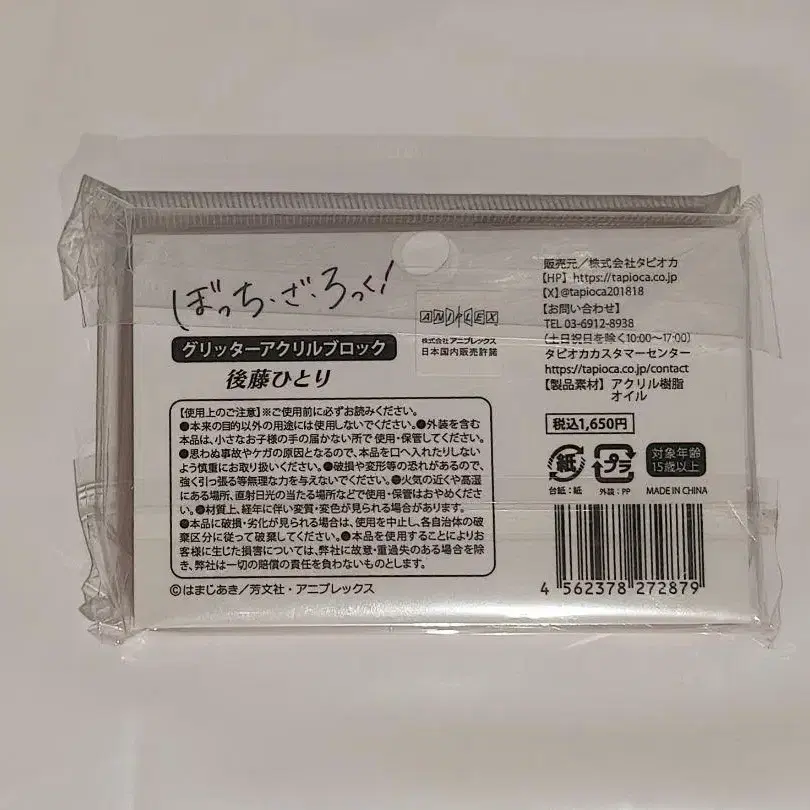 ぼっち・ざ・ろっく!
グリッターアクリルブロック
後藤ひとり
ANIPLEX
株式会社アニプレックス
日本国内販売許諾
販売元／株式会社タピオカ
【HP】https://tapioca.co.jp
【X】@tapioca201818
【お問い合わせ】
TEL 03-6912-8938
(土日祝日を除く10:00～17:00)
タピオカカスタマーセンター
https://tapioca.co.jp/contact
【製品素材】アクリル樹脂
オイル
税込1,650円
紙
プラ
対象年齢
15歳以上
台紙:紙
外装:PP
MADE IN CHINA
【使用上のご注意】※ご使用前に必ずお読みください。
●本来の目的以外の用途には使用しないでください。●外装を含む
本品は、小さなお子様の手の届かない所で使用・保管してください。
●思わぬ事故やケガの原因となるので、本品を口へ入れたりしない
よう慎重にお取り扱いください。●破損や変形等の恐れがあるので、
強く引っ張る等無理な力を与えないでください。●火気の近くや高温
にある場所、直射日光の当たる場所などで使用・保管はおやめくださ
い。●材質上、経年に伴い変質・変色が見られる場合があります。
●本品に破損・劣化が見られる場合は、使用を中止し、各自治体の破
棄区分に従って破棄してください。●本品を使用することによりお
客様に生じた損害については、弊社に故意・重過失のある場合を除
き、弊社は一切の賠償の責任を負わないものとします。
©はまじあき／芳文社・アニプレックス
4 562378 272879